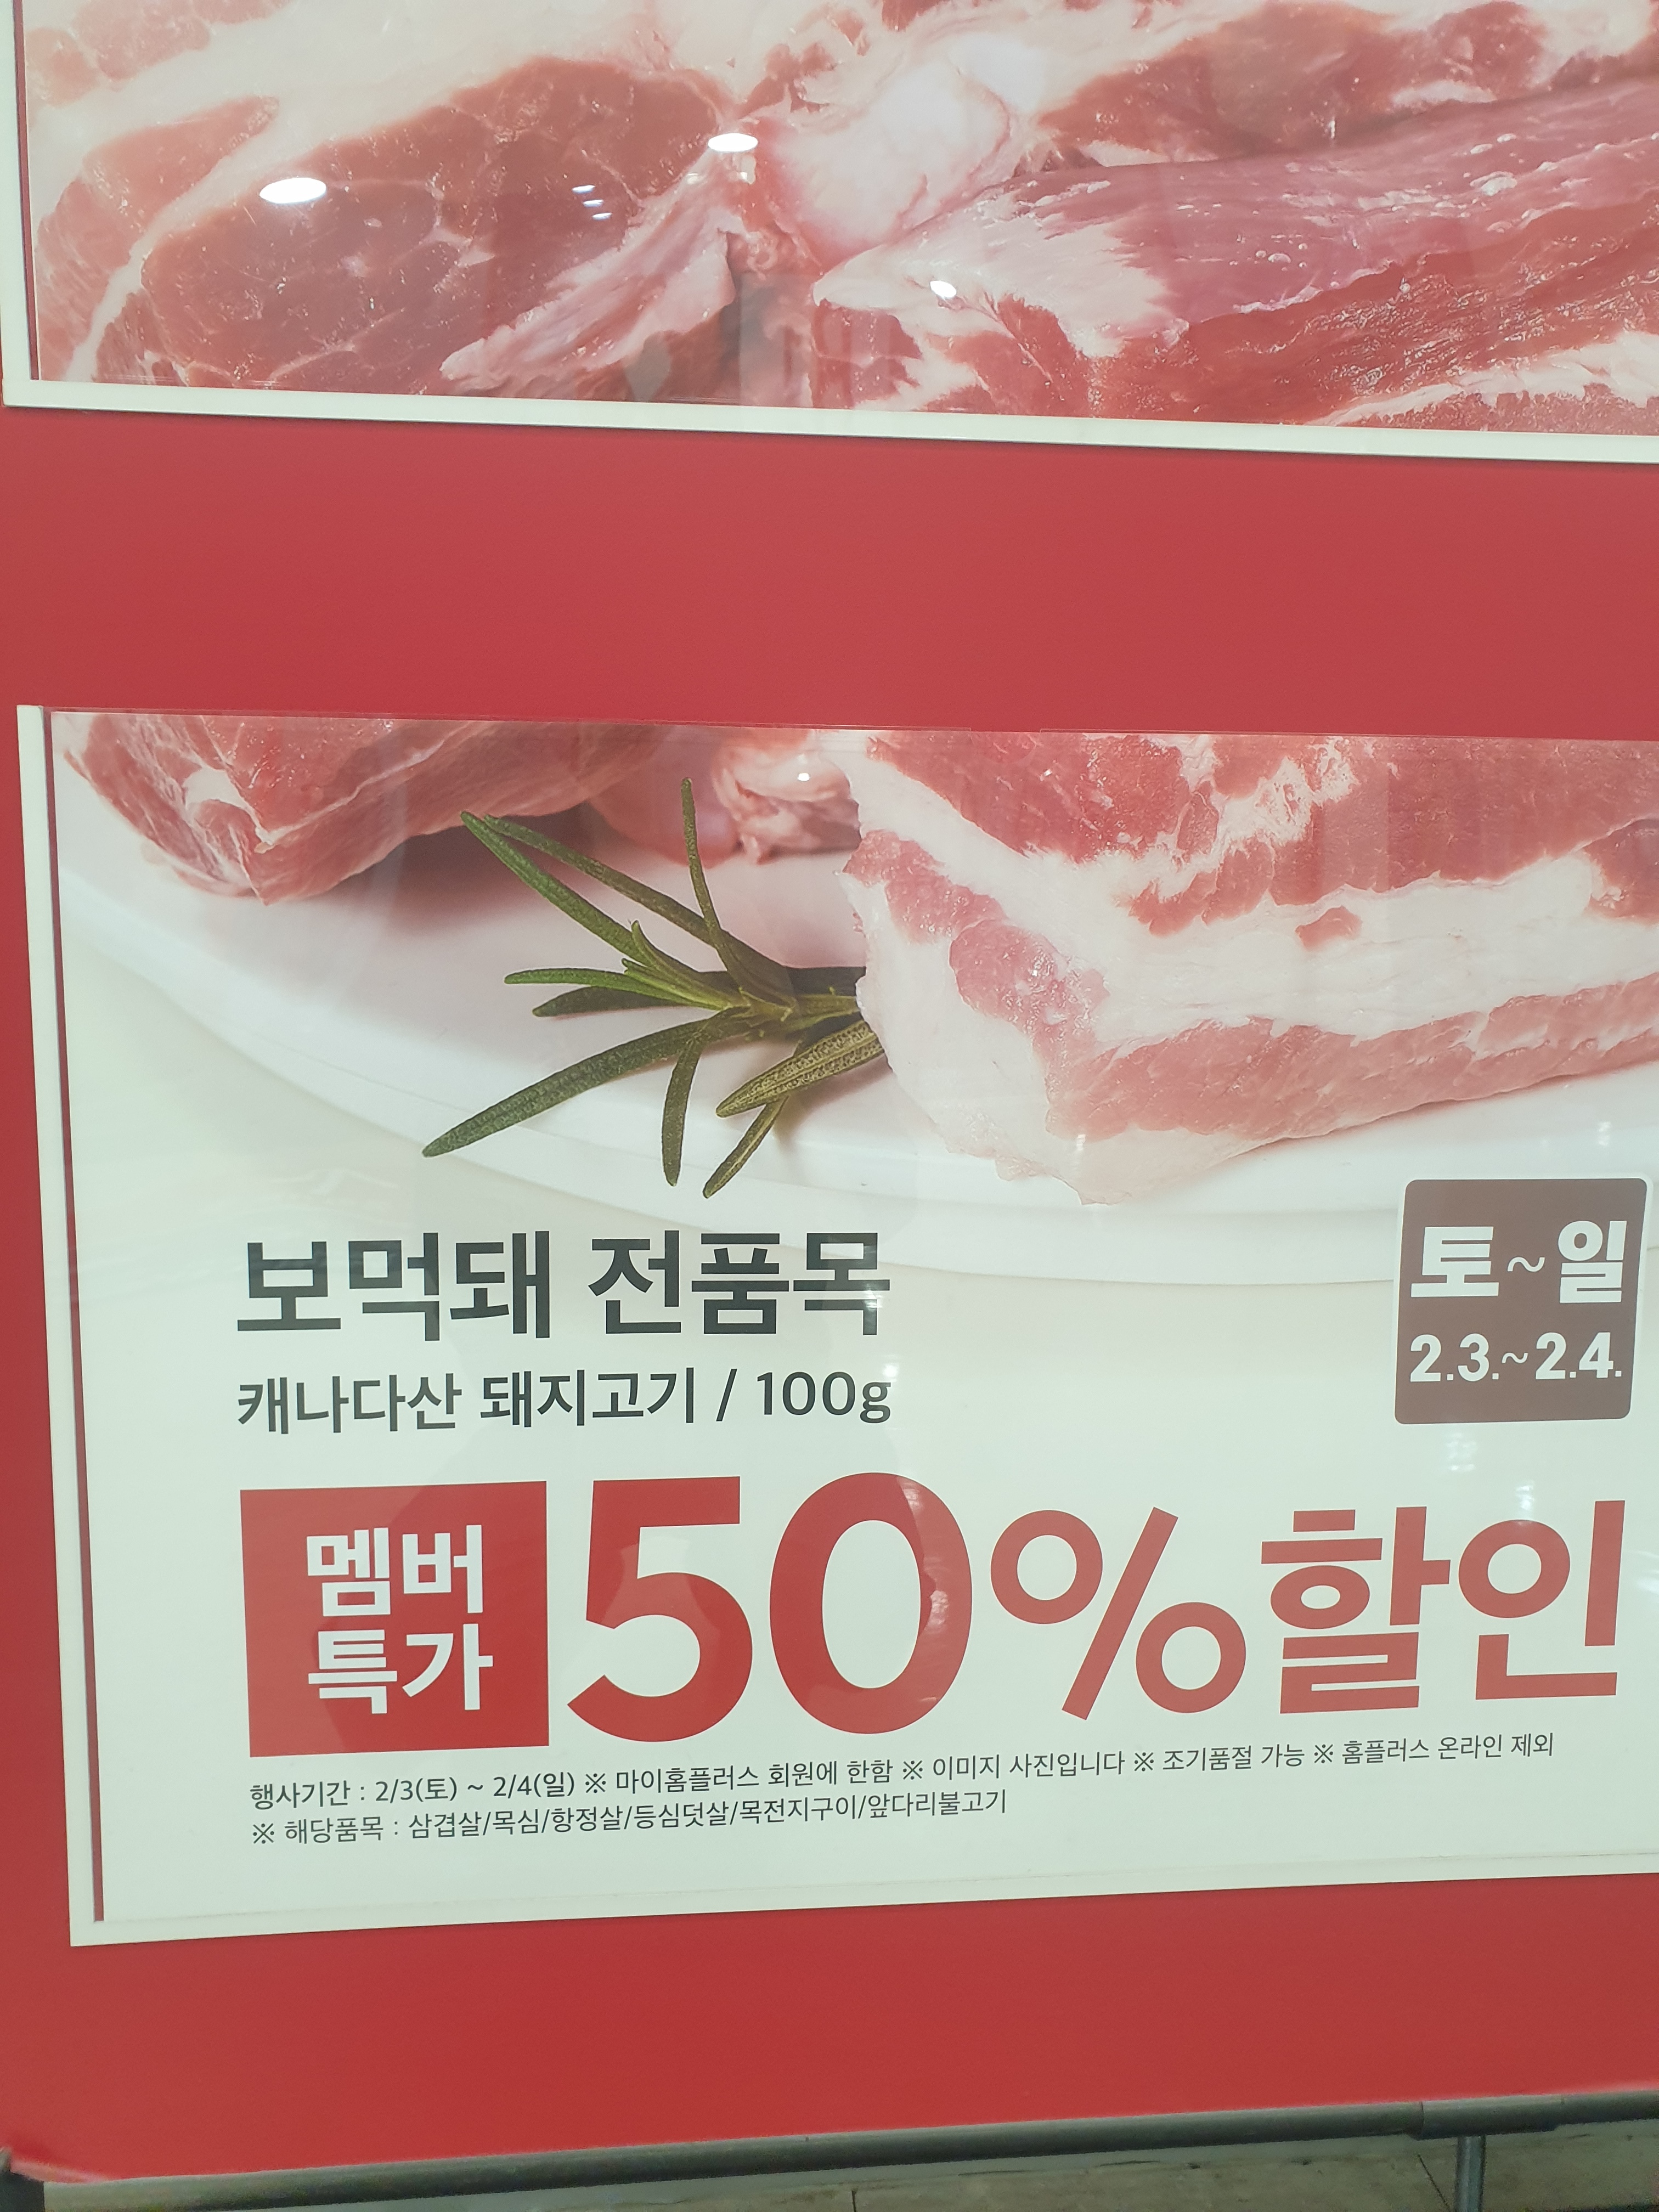 보먹돼 전품목
캐나다산 돼지고기 / 100g
토~일
2.3.~2.4.
멤버
특가
50%할인
행사기간 : 2/3(토) ~ 2/4(일) ※ 마이홈플러스 회원에 한함 ※ 이미지 사진입니다 ※ 조기품절 가능 ※ 홈플러스 온라인 제외
※ 해당품목 : 삼겹살/목심/항정살/등심덧살/목전지구이/앞다리불고기